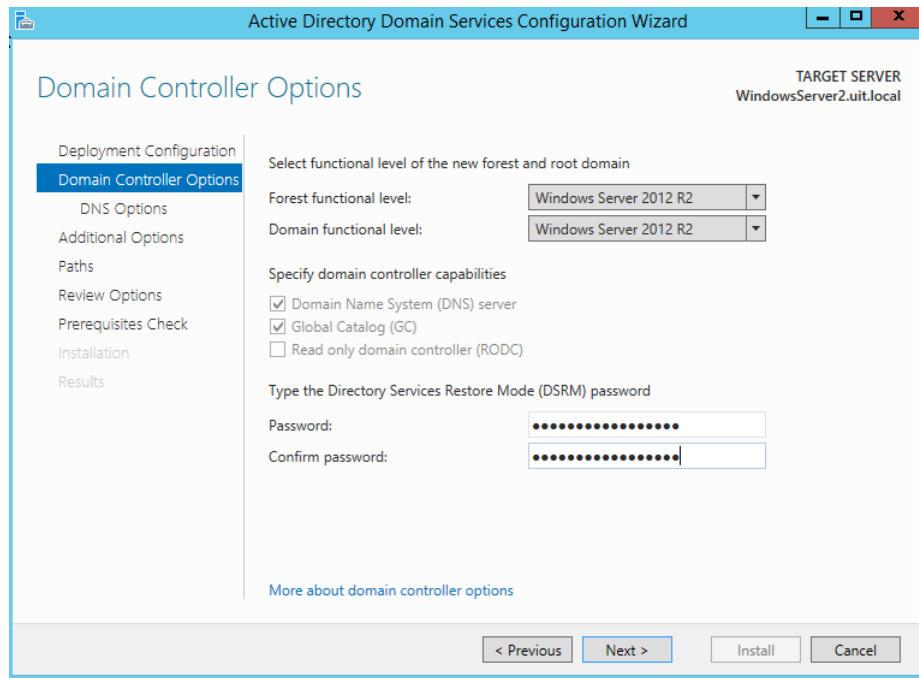 Active Directory Domain Services Configuration Wizard
Domain Controller Options
TARGET SERVER
WindowsServer2.uit.local
Deployment Configuration
Domain Controller Options
DNS Options
Additional Options
Paths
Review Options
Prerequisites Check
Installation
Results
Select functional level of the new forest and root domain
Forest functional level: Windows Server 2012 R2
Domain functional level: Windows Server 2012 R2
Specify domain controller capabilities
Domain Name System (DNS) server
Global Catalog (GC)
Read only domain controller (RODC)
Type the Directory Services Restore Mode (DSRM) password
Password: •••••••••••••••••
Confirm password: •••••••••••••••••
More about domain controller options
< Previous Next > Install Cancel